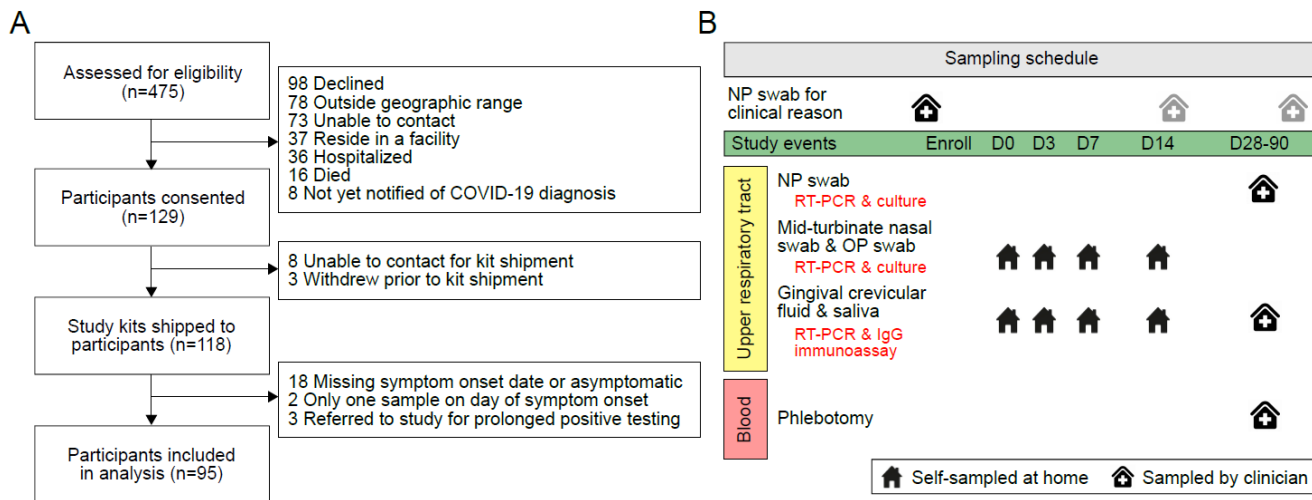 A
Assessed for eligibility
(n=475)
98 Declined
78 Outside geographic range
73 Unable to contact
37 Reside in a facility
36 Hospitalized
16 Died
8 Not yet notified of COVID-19 diagnosis
Participants consented
(n=129)
8 Unable to contact for kit shipment
3 Withdrew prior to kit shipment
Study kits shipped to
participants (n=118)
18 Missing symptom onset date or asymptomatic
2 Only one sample on day of symptom onset
3 Referred to study for prolonged positive testing
Participants included
in analysis (n=95)
B
Sampling schedule
NP swab for
clinical reason
Study events Enroll D0 D3 D7 D14 D28-90
Upper respiratory tract
NP swab
RT-PCR & culture
Mid-turbinate nasal
swab & OP swab
RT-PCR & culture
Gingival crevicular
fluid & saliva
RT-PCR & IgG
immunoassay
Blood
Phlebotomy
Self-sampled at home Sampled by clinician